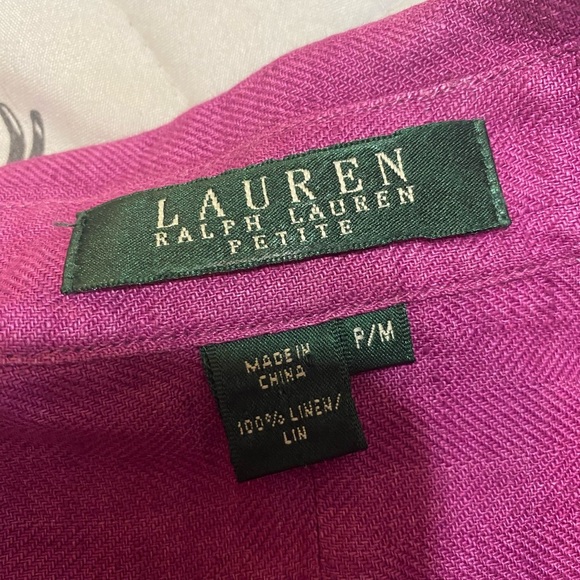 LAUREN
RALPH LAUREN
PETITE
P/M
MADE IN
CHINA
100% LINEN/
LIN